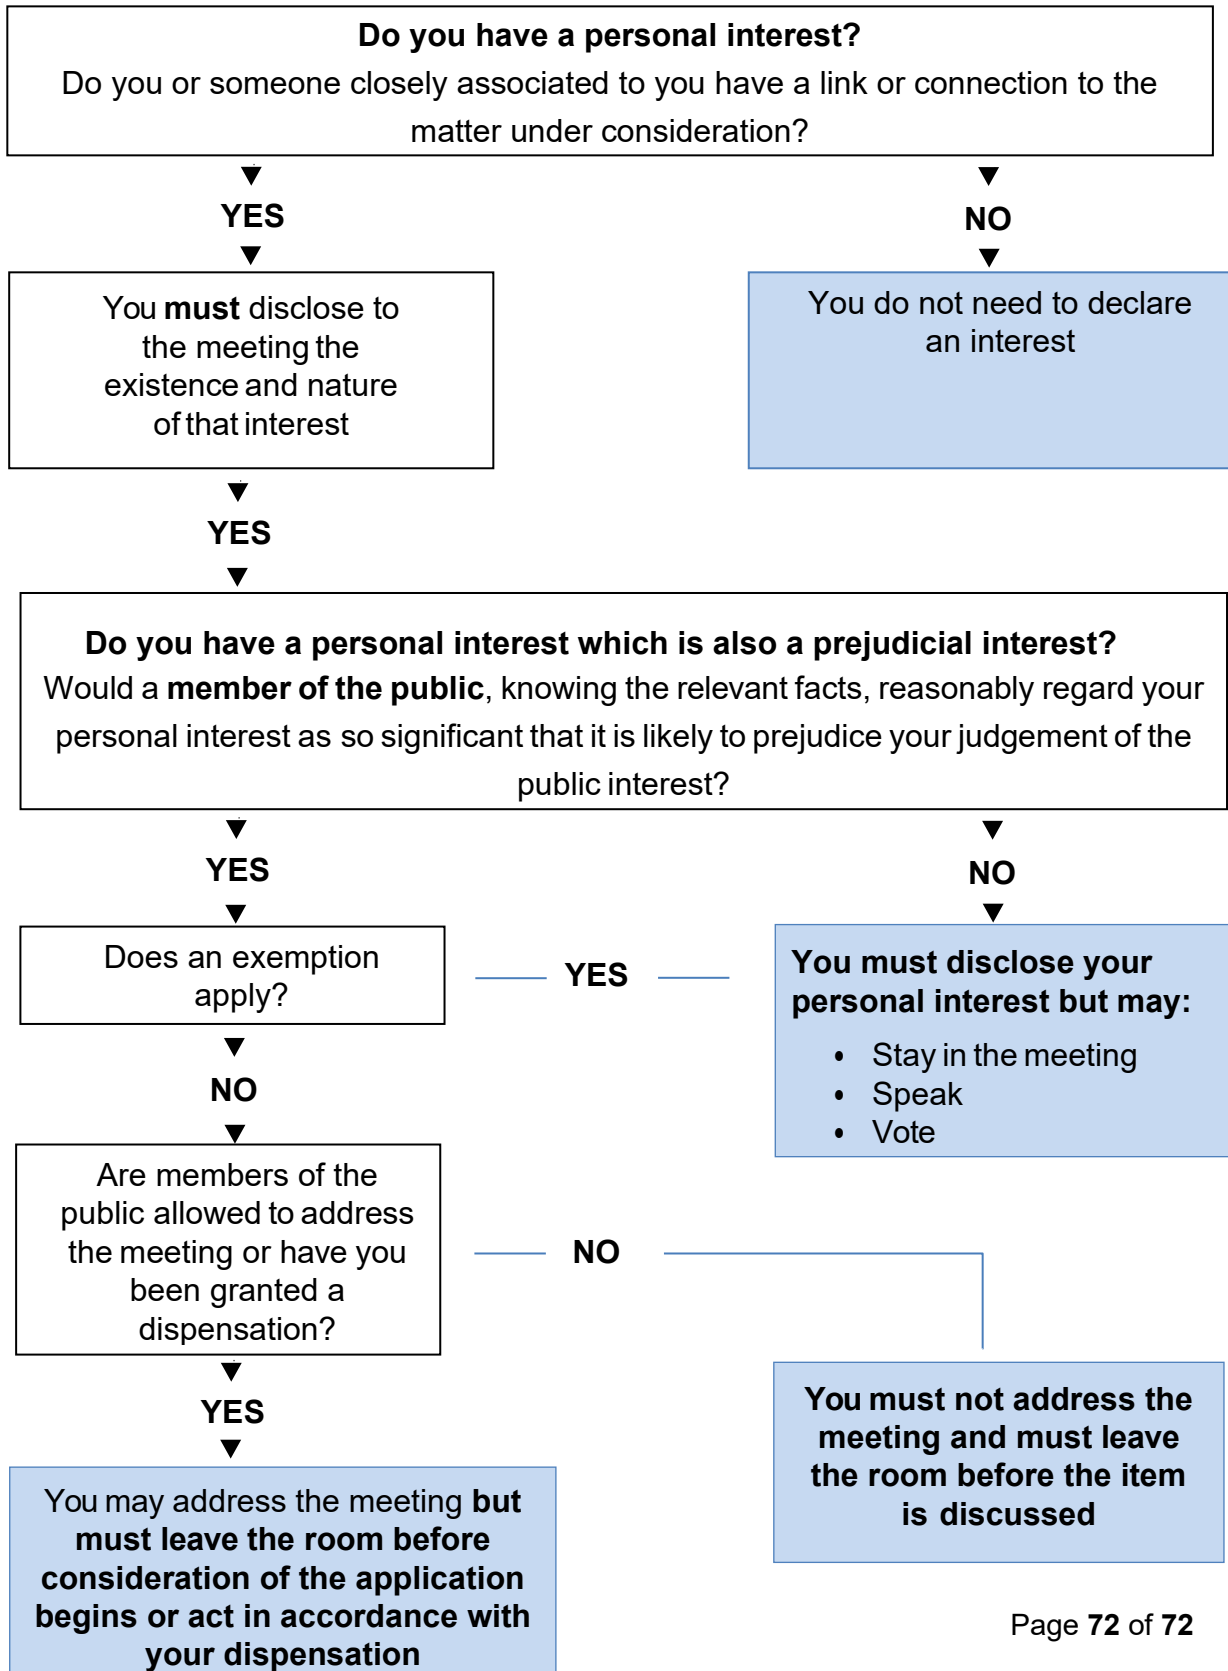 Do you have a personal interest?
Do you or someone closely associated to you have a link or connection to the
matter under consideration?
YES
NO
You must disclose to
the meeting the
existence and nature
of that interest
You do not need to declare
an interest
YES
Do you have a personal interest which is also a prejudicial interest?
Would a member of the public, knowing the relevant facts, reasonably regard your
personal interest as so significant that it is likely to prejudice your judgement of the
public interest?
YES
NO
Does an exemption
apply?
YES
You must disclose your
personal interest but may:
• Stay in the meeting
• Speak
• Vote
NO
Are members of the
public allowed to address
the meeting or have you
been granted a
dispensation?
NO
YES
You must not address the
meeting and must leave
the room before the item
is discussed
You may address the meeting but
must leave the room before
consideration of the application
begins or act in accordance with
your dispensation
Page 72 of 72